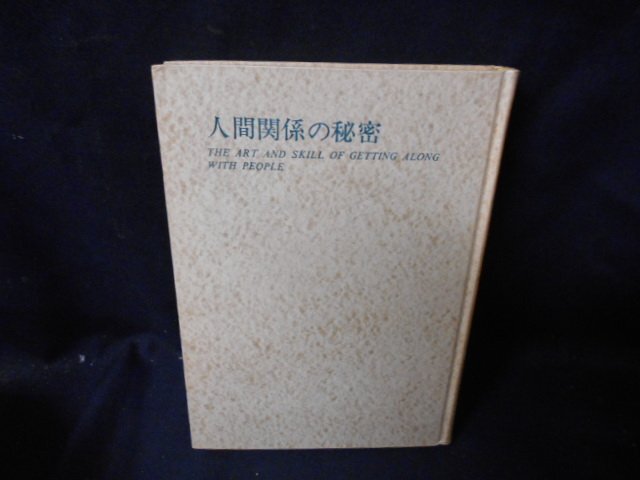 人間関係の秘密
THE ART AND SKILL OF GETTING ALONG
WITH PEOPLE